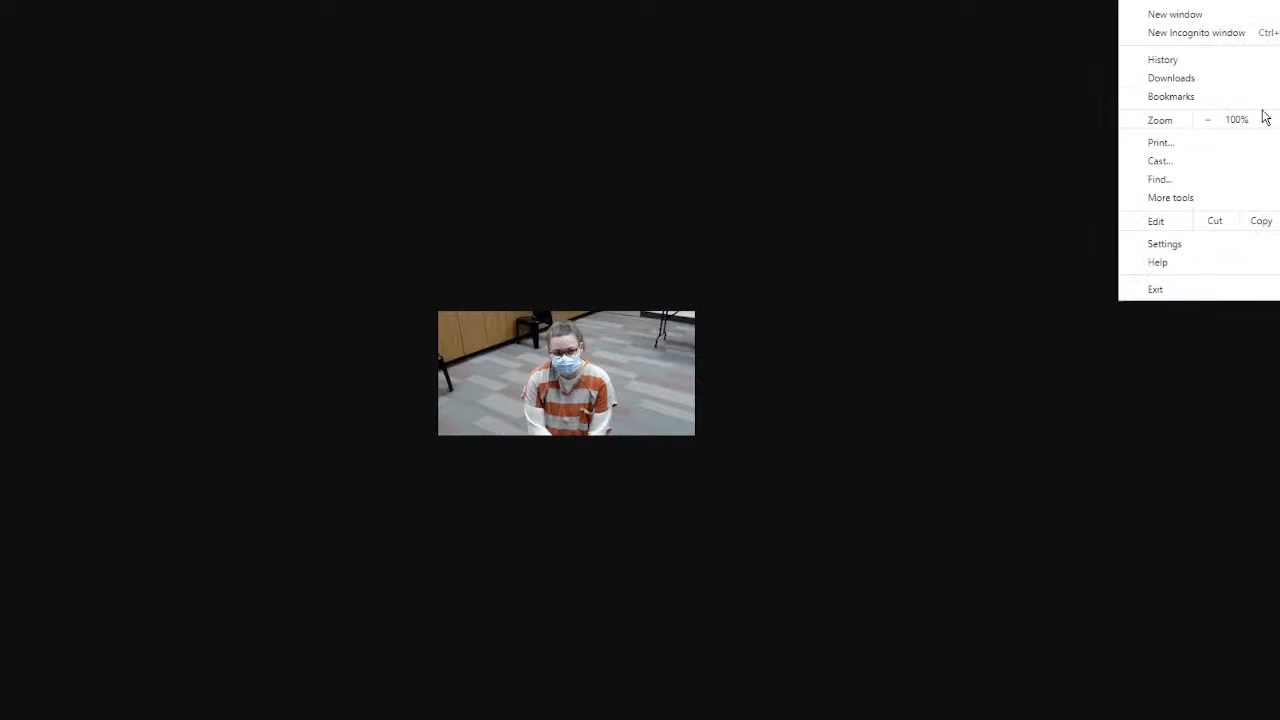 New window
New Incognito window Ctrl+
History
Downloads
Bookmarks
Zoom − 100%
Print...
Cast...
Find...
More tools
Edit Cut Copy
Settings
Help
Exit